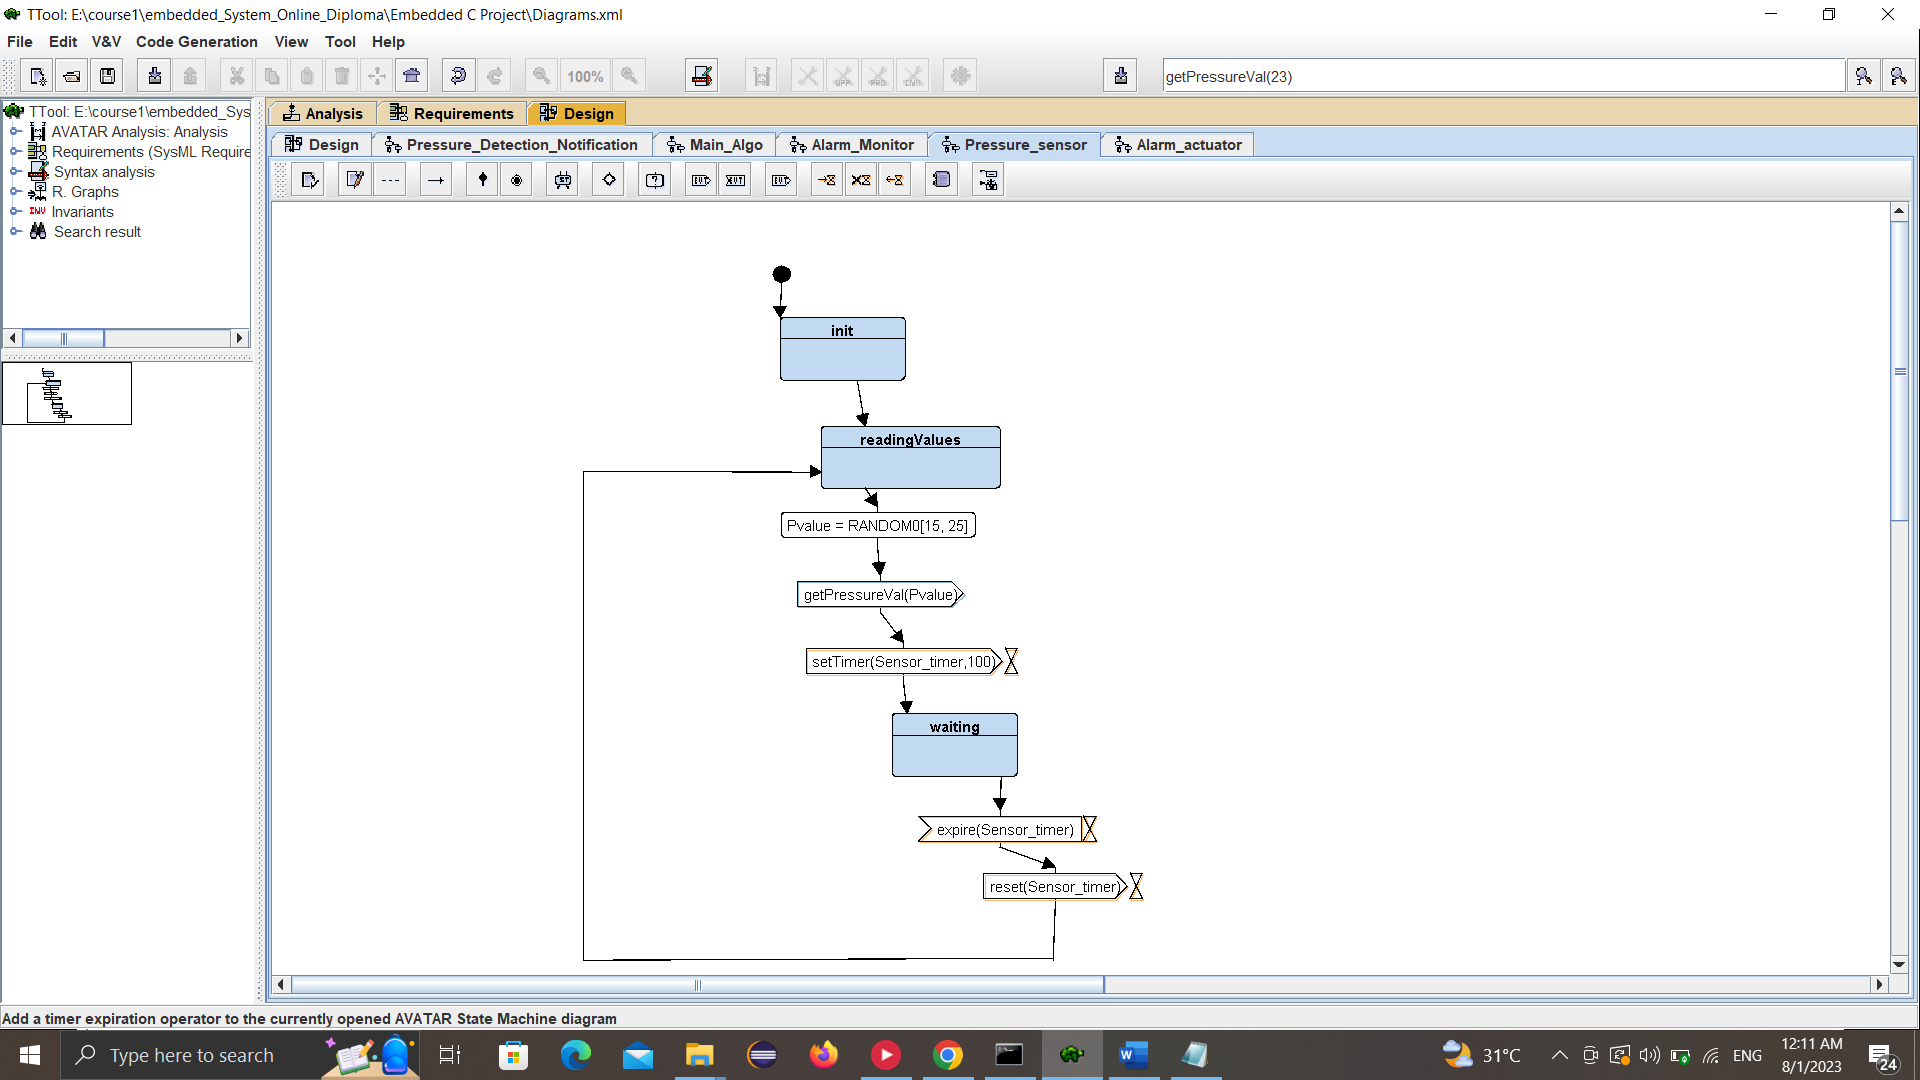 TTool: E:\course1\embedded_System_Online_Diploma\Embedded C Project\Diagrams.xml
File Edit V&V Code Generation View Tool Help
100%
getPressureVal(23)
TTool: E:\course1\embedded_Sys
AVATAR Analysis: Analysis
Requirements (SysML Require
Syntax analysis
R. Graphs
INV Invariants
Search result
Analysis Requirements Design
Design Pressure_Detection_Notification Main_Algo Alarm_Monitor Pressure_sensor Alarm_actuator
init
readingValues
Pvalue = RANDOM0[15, 25]
getPressureVal(Pvalue)
setTimer(Sensor_timer,100)
waiting
expire(Sensor_timer)
reset(Sensor_timer)
Add a timer expiration operator to the currently opened AVATAR State Machine diagram
Type here to search
31°C
ENG
12:11 AM
8/1/2023
24